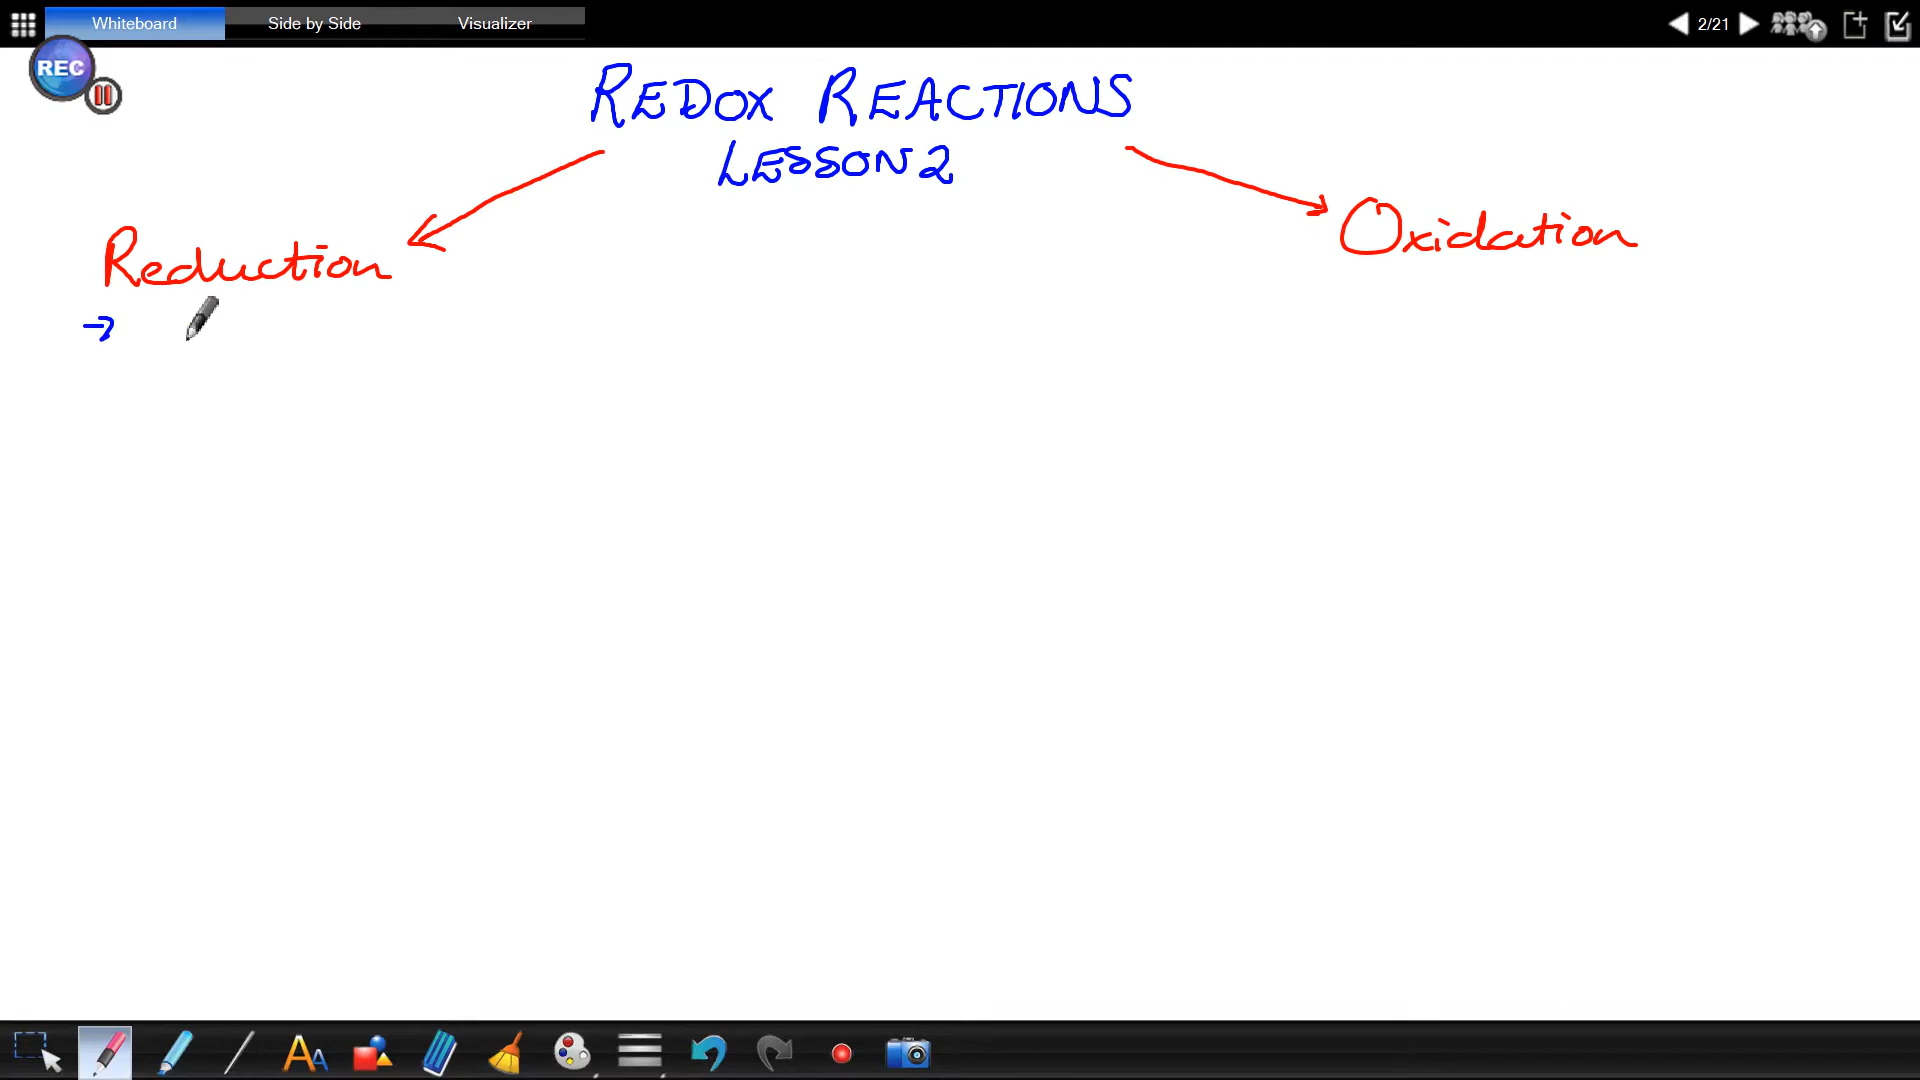 Whiteboard Side by Side Visualizer 2/21
REC
REDOX REACTIONS
LESSON 2
Reduction
Oxidation
→